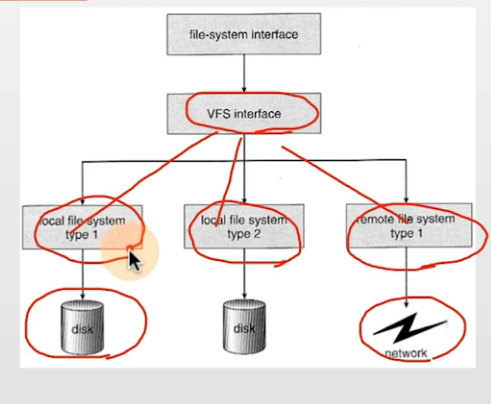 file-system interface
VFS interface
local file system
type 1
local file system
type 2
remote file system
type 1
disk
disk
network